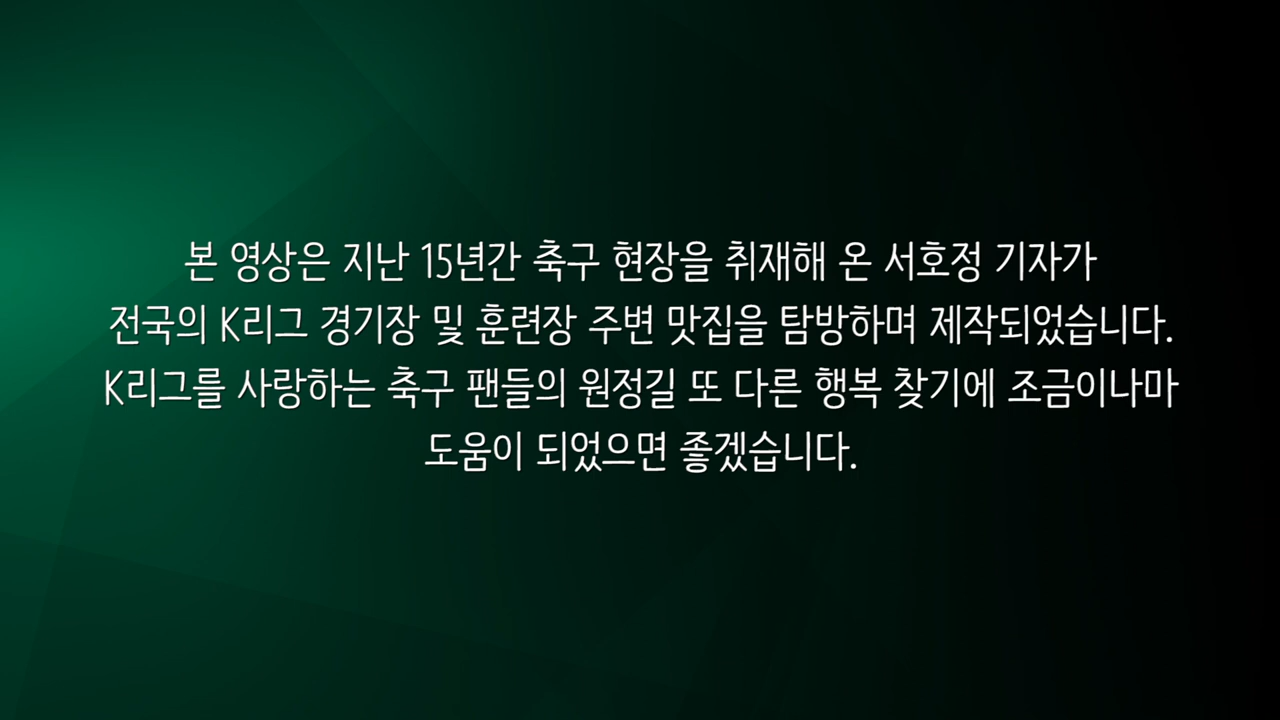 본 영상은 지난 15년간 축구 현장을 취재해 온 서호정 기자가
전국의 K리그 경기장 및 훈련장 주변 맛집을 탐방하며 제작되었습니다.
K리그를 사랑하는 축구 팬들의 원정길 또 다른 행복 찾기에 조금이나마
도움이 되었으면 좋겠습니다.